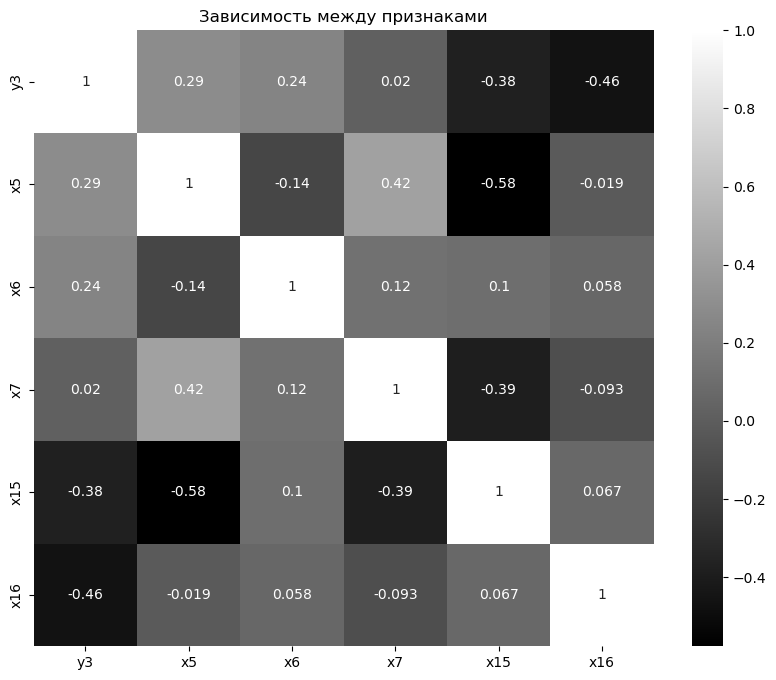 Зависимость между признаками
y3 1 0.29 0.24 0.02 -0.38 -0.46
x5 0.29 1 -0.14 0.42 -0.58 -0.019
x6 0.24 -0.14 1 0.12 0.1 0.058
x7 0.02 0.42 0.12 1 -0.39 -0.093
x15 -0.38 -0.58 0.1 -0.39 1 0.067
x16 -0.46 -0.019 0.058 -0.093 0.067 1
y3 x5 x6 x7 x15 x16
1.0
0.8
0.6
0.4
0.2
0.0
−0.2
−0.4